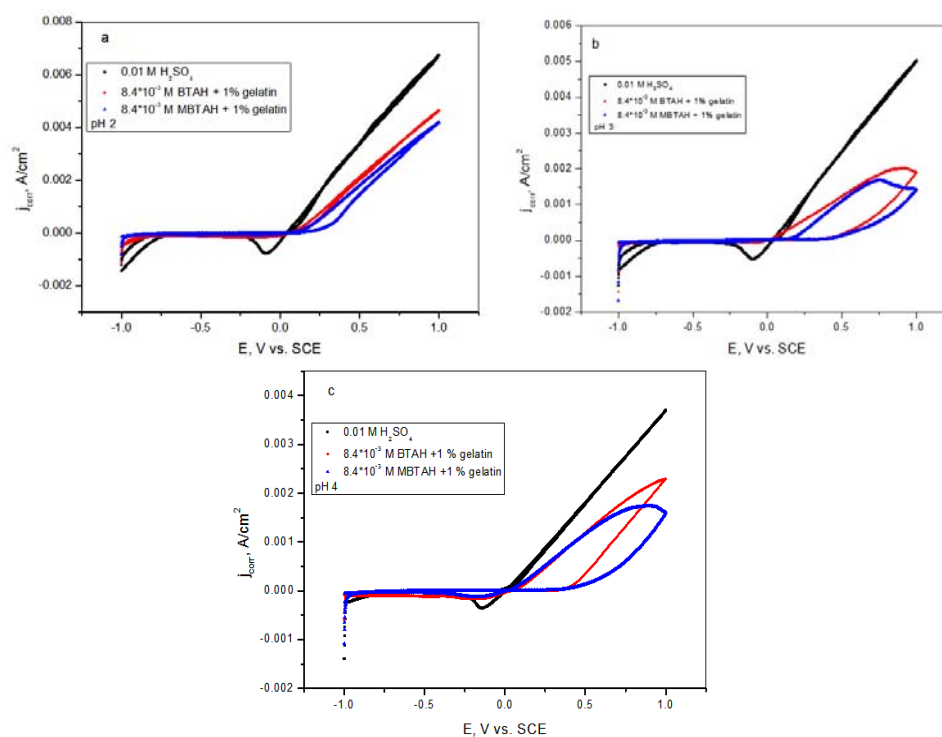 a
0.008
0.006
0.004
0.002
0.000
-0.002
j_corr, A/cm²
0.01 M H₂SO₄
8.4*10⁻³ M BTAH + 1% gelatin
8.4*10⁻³ M MBTAH + 1% gelatin
pH 2
-1.0 -0.5 0.0 0.5 1.0
E, V vs. SCE
b
0.006
0.005
0.004
0.003
0.002
0.001
0.000
-0.001
-0.002
j_corr, A/cm²
0.01 M H₂SO₄
8.4*10⁻³ M BTAH + 1% gelatin
8.4*10⁻³ M MBTAH + 1% gelatin
pH 3
-1.0 -0.5 0.0 0.5 1.0
E, V vs. SCE
c
0.004
0.003
0.002
0.001
0.000
-0.001
-0.002
j_corr, A/cm²
0.01 M H₂SO₄
8.4*10⁻³ M BTAH +1 % gelatin
8.4*10⁻³ M MBTAH +1 % gelatin
pH 4
-1.0 -0.5 0.0 0.5 1.0
E, V vs. SCE